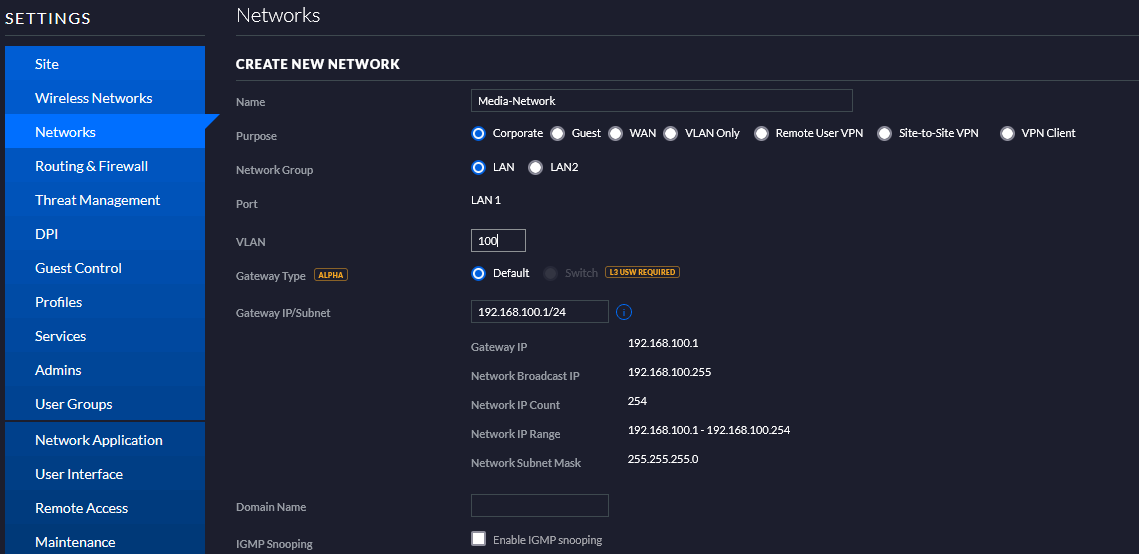 SETTINGS
Site
Wireless Networks
Networks
Routing & Firewall
Threat Management
DPI
Guest Control
Profiles
Services
Admins
User Groups
Network Application
User Interface
Remote Access
Maintenance
Networks
CREATE NEW NETWORK
Name Media-Network
Purpose Corporate Guest WAN VLAN Only Remote User VPN Site-to-Site VPN VPN Client
Network Group LAN LAN2
Port LAN 1
VLAN 100
Gateway Type ALPHA Default Switch L3 USW REQUIRED
Gateway IP/Subnet 192.168.100.1/24
Gateway IP 192.168.100.1
Network Broadcast IP 192.168.100.255
Network IP Count 254
Network IP Range 192.168.100.1 - 192.168.100.254
Network Subnet Mask 255.255.255.0
Domain Name
IGMP Snooping Enable IGMP snooping